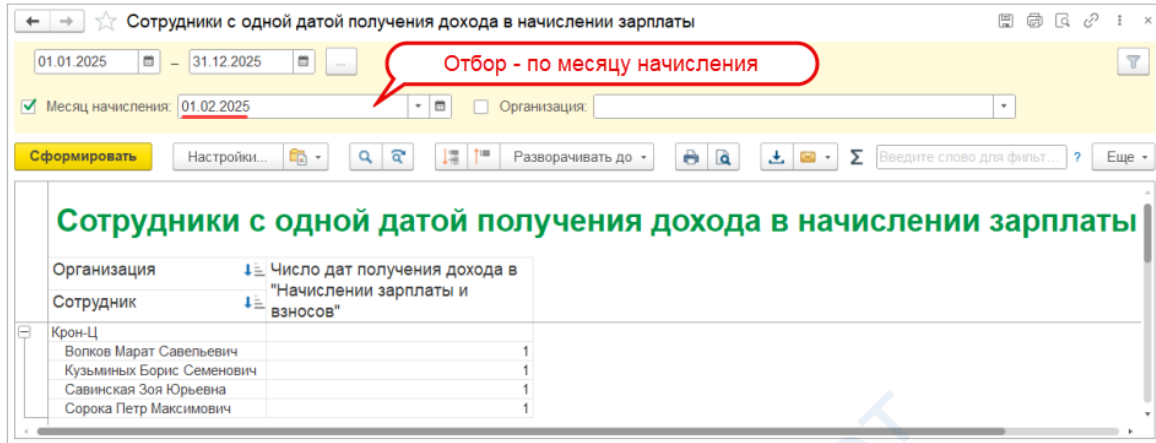 Сотрудники с одной датой получения дохода в начислении зарплаты
01.01.2025 – 31.12.2025 ...
Отбор - по месяцу начисления
Месяц начисления: 01.02.2025 Организация:
Сформировать Настройки... Разворачивать до Σ Введите слово для фильт... ? Еще
Сотрудники с одной датой получения дохода в начислении зарплаты
Организация Число дат получения дохода в
"Начислении зарплаты и
Сотрудник взносов"
Крон-Ц
Волков Марат Савельевич 1
Кузьминых Борис Семенович 1
Савинская Зоя Юрьевна 1
Сорока Петр Максимович 1